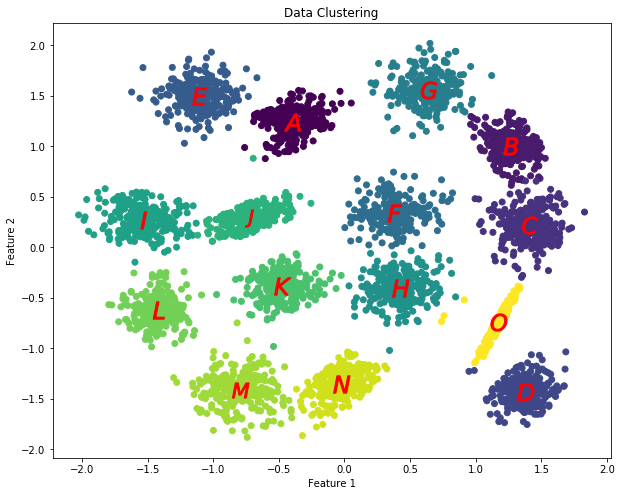 Data Clustering
Feature 2
2.0
1.5
1.0
0.5
0.0
−0.5
−1.0
−1.5
−2.0
E
G
A
B
I
J
F
C
K
H
L
O
M
N
D
−2.0 −1.5 −1.0 −0.5 0.0 0.5 1.0 1.5 2.0
Feature 1